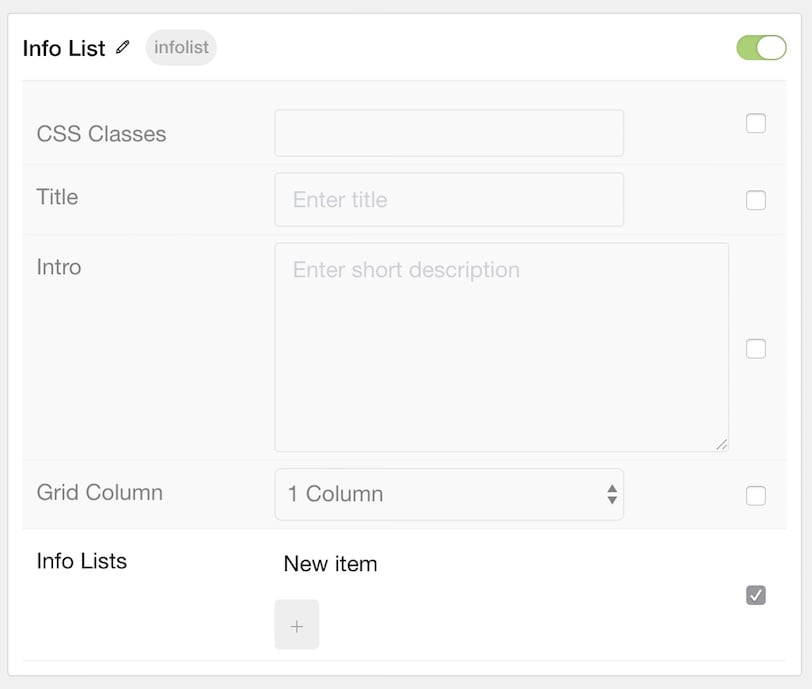 Info List infolist
CSS Classes
Title Enter title
Intro Enter short description
Grid Column 1 Column
Info Lists New item
+